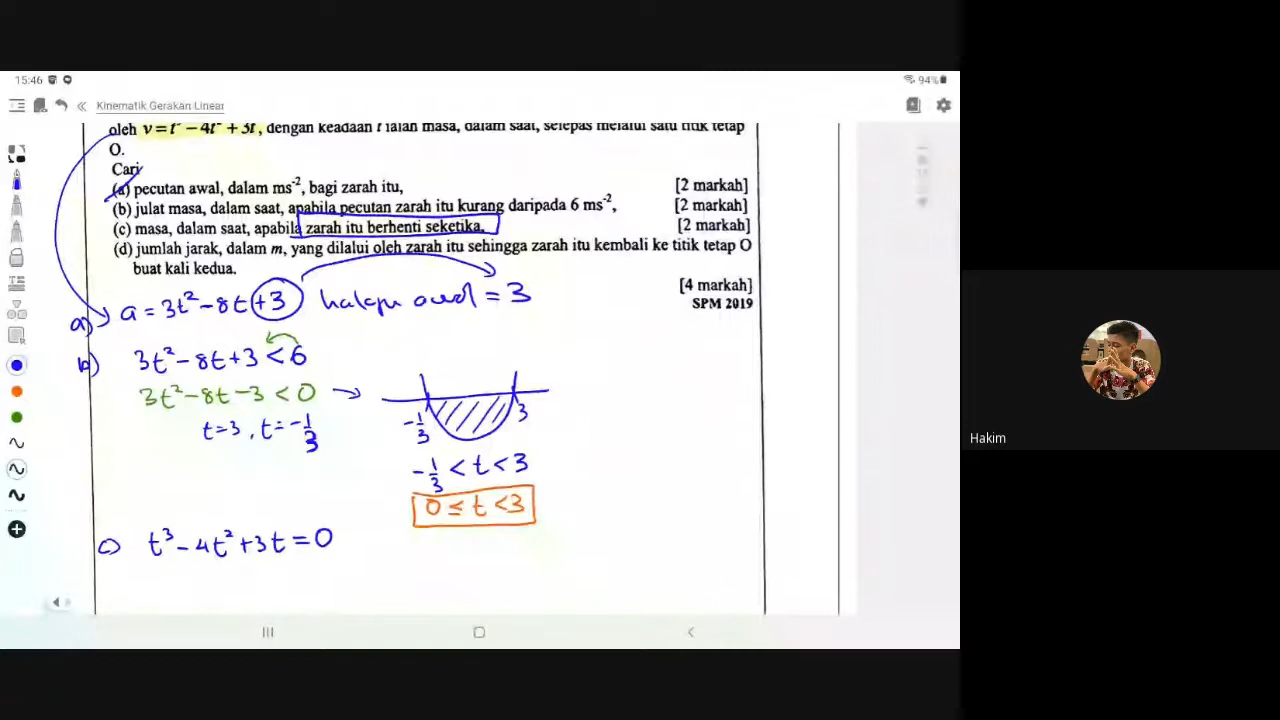 15:46 94%
Kinematik Gerakan Linear
oleh v = t³ − 4t² + 3t, dengan keadaan t ialah masa, dalam saat, selepas melalui satu titik tetap
O.
Cari
(a) pecutan awal, dalam ms⁻², bagi zarah itu, [2 markah]
(b) julat masa, dalam saat, apabila pecutan zarah itu kurang daripada 6 ms⁻², [2 markah]
(c) masa, dalam saat, apabila zarah itu berhenti seketika. [2 markah]
(d) jumlah jarak, dalam m, yang dilalui oleh zarah itu sehingga zarah itu kembali ke titik tetap O
buat kali kedua.
[4 markah]
SPM 2019
a) a = 3t² − 8t + 3 halaju awal = 3
b) 3t² − 8t + 3 < 6
3t² − 8t − 3 < 0
t = 3, t = −1/3
−1/3 3
−1/3 < t < 3
0 ≤ t < 3
c) t³ − 4t² + 3t = 0
Hakim